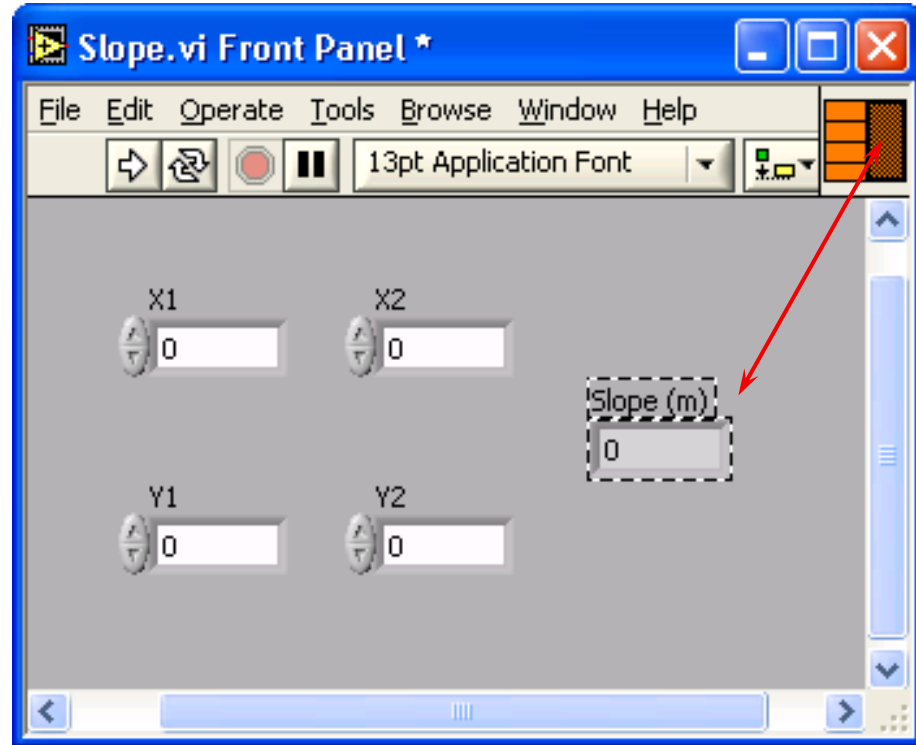 Slope.vi Front Panel *
File Edit Operate Tools Browse Window Help
13pt Application Font
X1 X2
0 0
Slope (m)
0
Y1 Y2
0 0